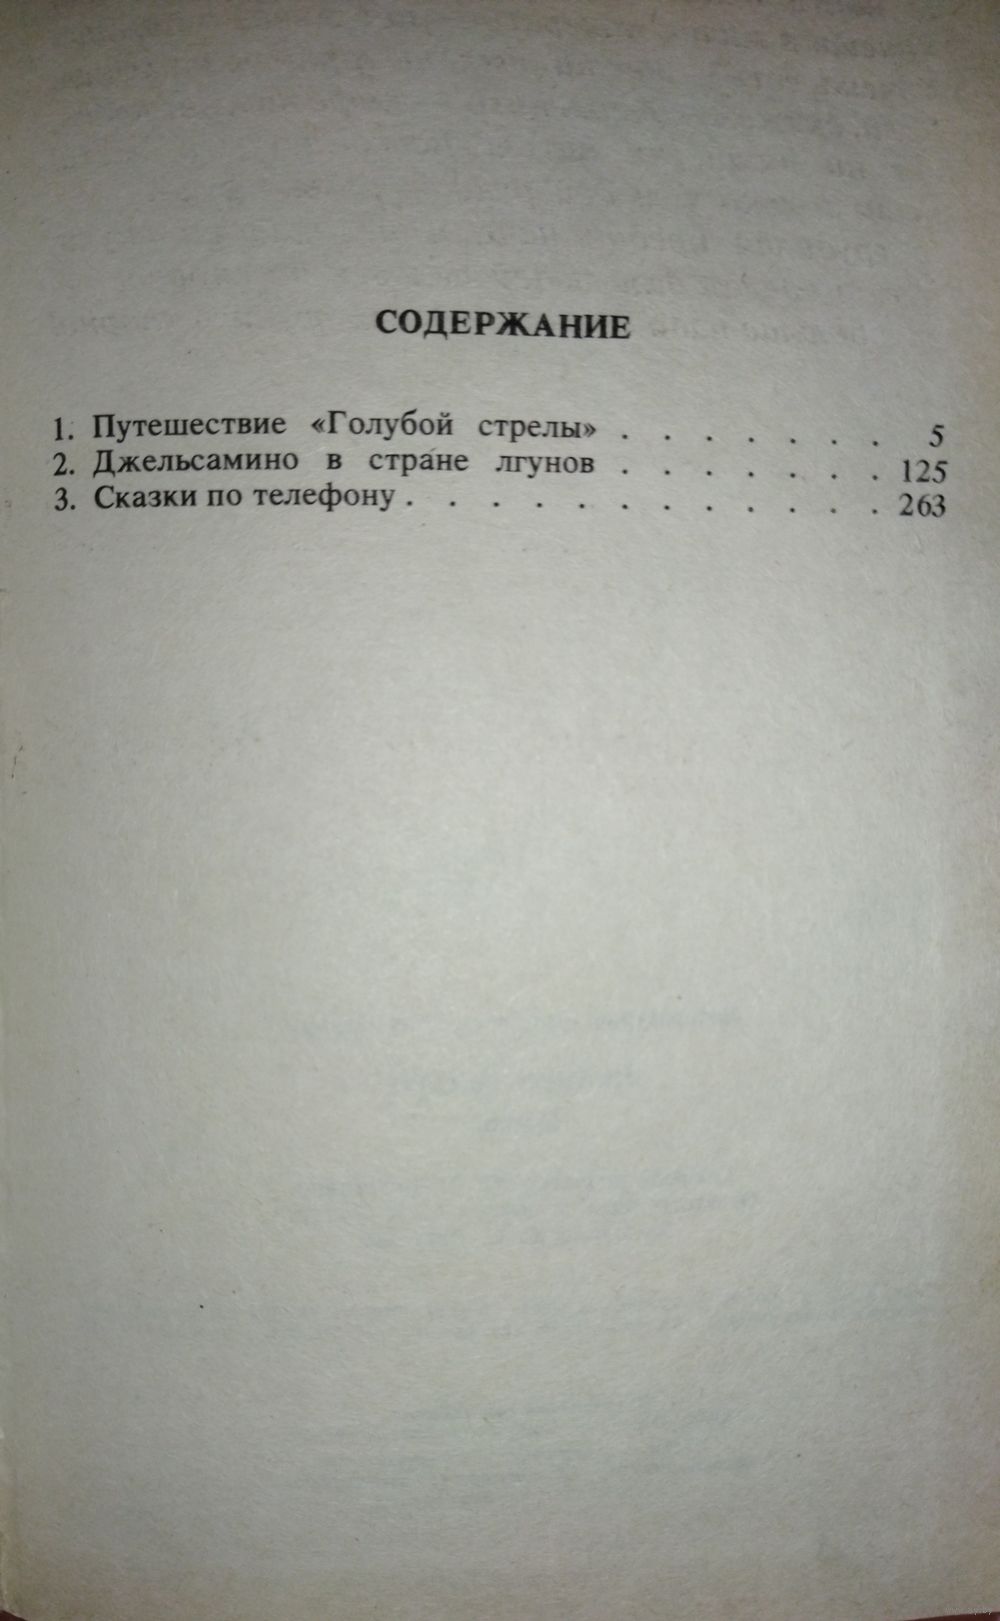 СОДЕРЖАНИЕ
1. Путешествие «Голубой стрелы» . . . . . . . 5
2. Джельсамино в стране лгунов . . . . . . . 125
3. Сказки по телефону . . . . . . . . . . . . 263